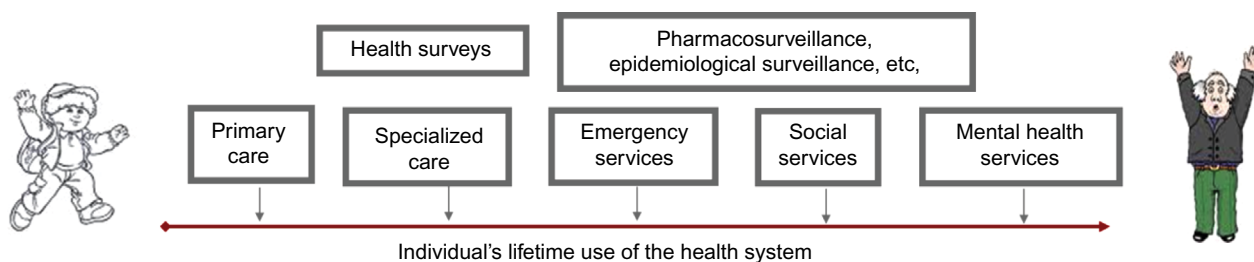 Health surveys
Pharmacosurveillance,
epidemiological surveillance, etc,
Primary
care
Specialized
care
Emergency
services
Social
services
Mental health
services
Individual's lifetime use of the health system